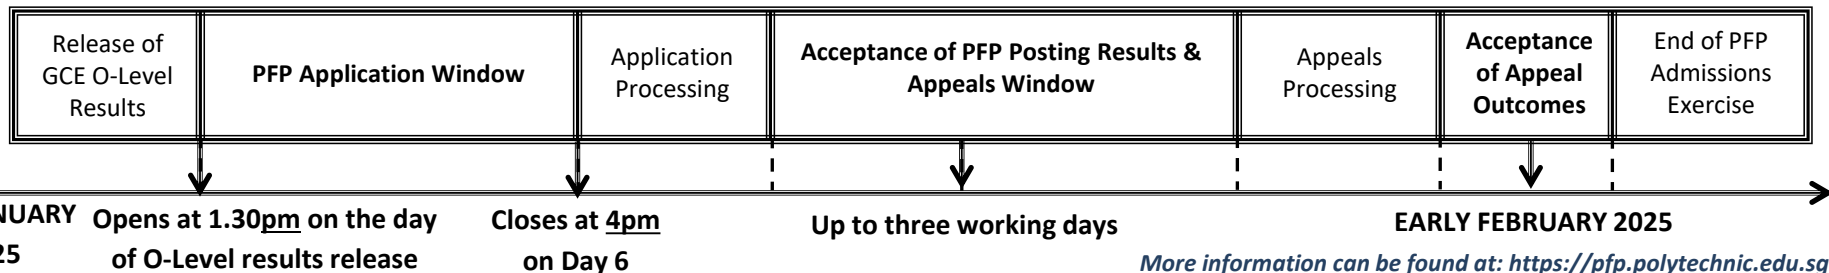 Release of
GCE O-Level
Results
PFP Application Window
Application
Processing
Acceptance of PFP Posting Results &
Appeals Window
Appeals
Processing
Acceptance
of Appeal
Outcomes
End of PFP
Admissions
Exercise
Opens at 1.30pm on the day
of O-Level results release
Closes at 4pm
on Day 6
Up to three working days
EARLY FEBRUARY 2025
More information can be found at: https://pfp.polytechnic.edu.sg